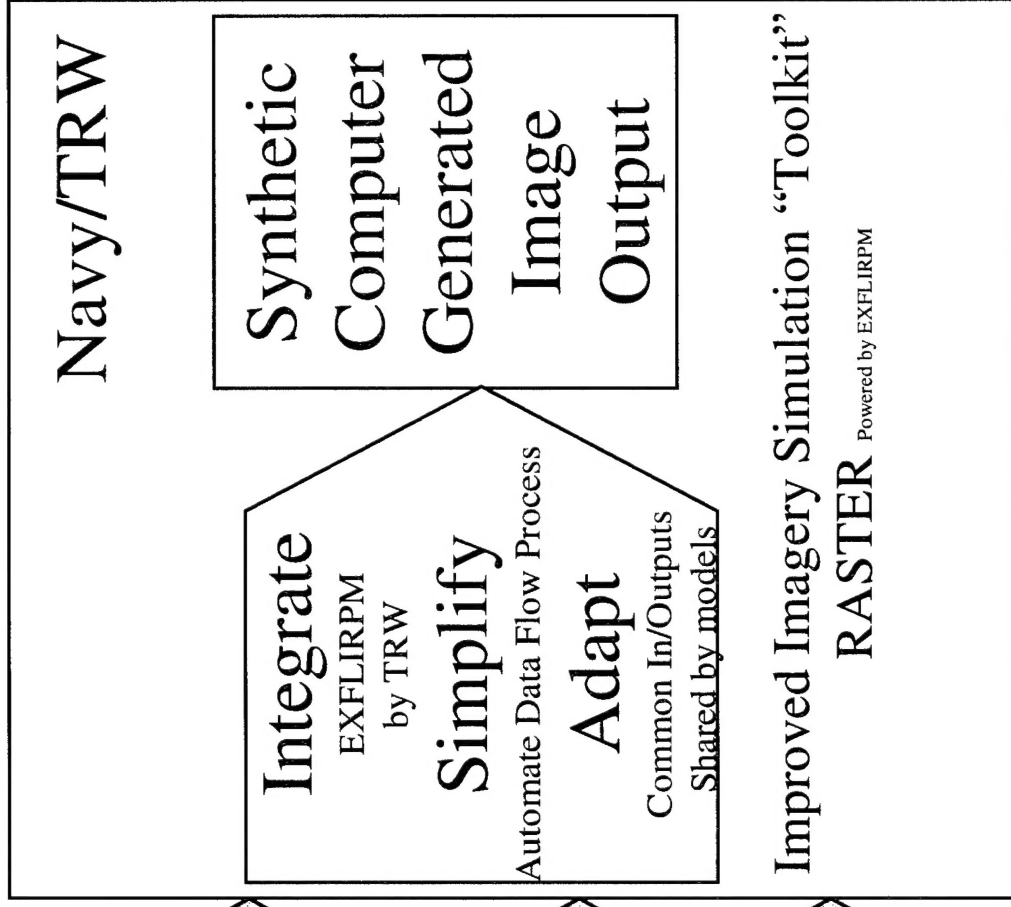 Navy/TRW
Integrate
EXFLIRPM
by TRW
Simplify
Automate Data Flow Process
Adapt
Common In/Outputs
Shared by models
Synthetic
Computer
Generated
Image
Output
Improved Imagery Simulation “Toolkit”
RASTER Powered by EXFLIRPM